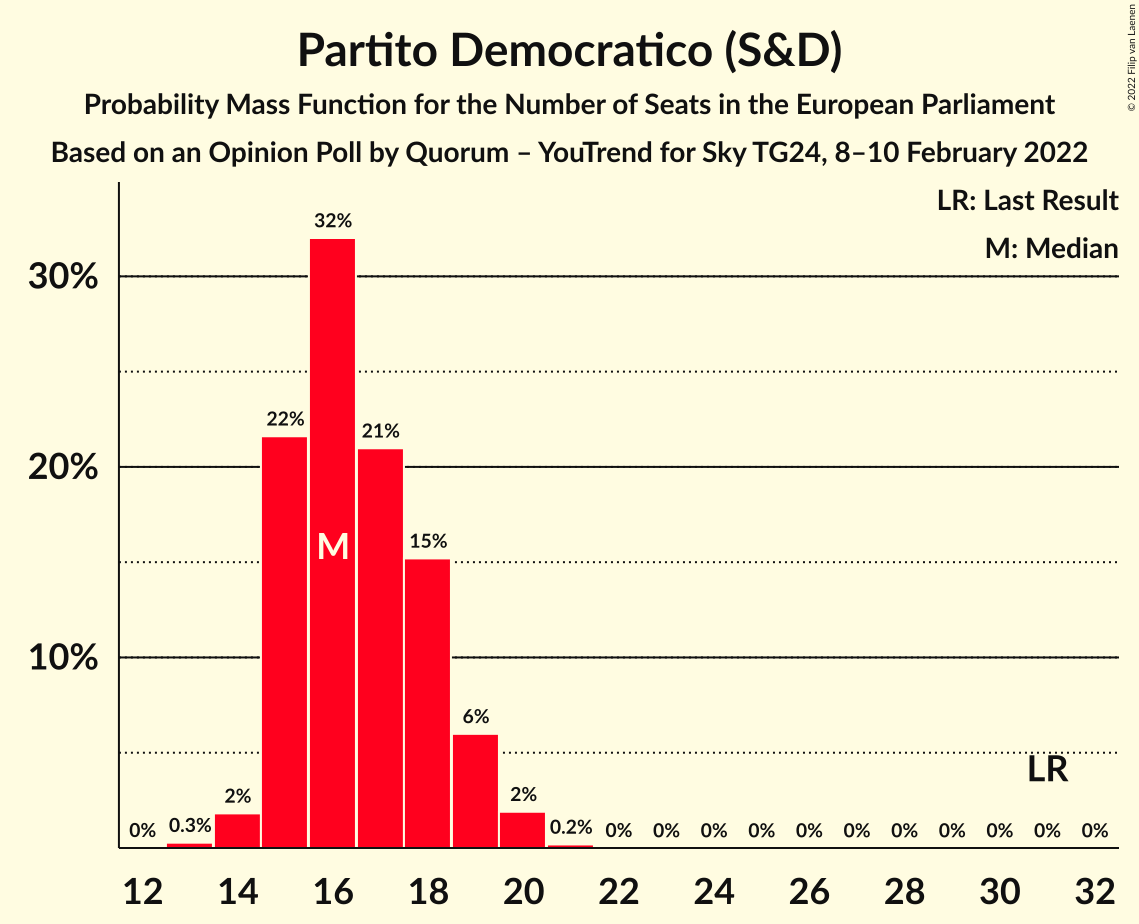 Partito Democratico (S&D)
Probability Mass Function for the Number of Seats in the European Parliament
Based on an Opinion Poll by Quorum – YouTrend for Sky TG24, 8–10 February 2022
© 2022 Filip van Laenen
LR: Last Result
M: Median
30%
20%
10%
0%
0.3%
2%
22%
32%
21%
15%
6%
2%
0.2%
0%
0%
0%
0%
0%
0%
0%
0%
0%
0%
0%
M
LR
12 14 16 18 20 22 24 26 28 30 32